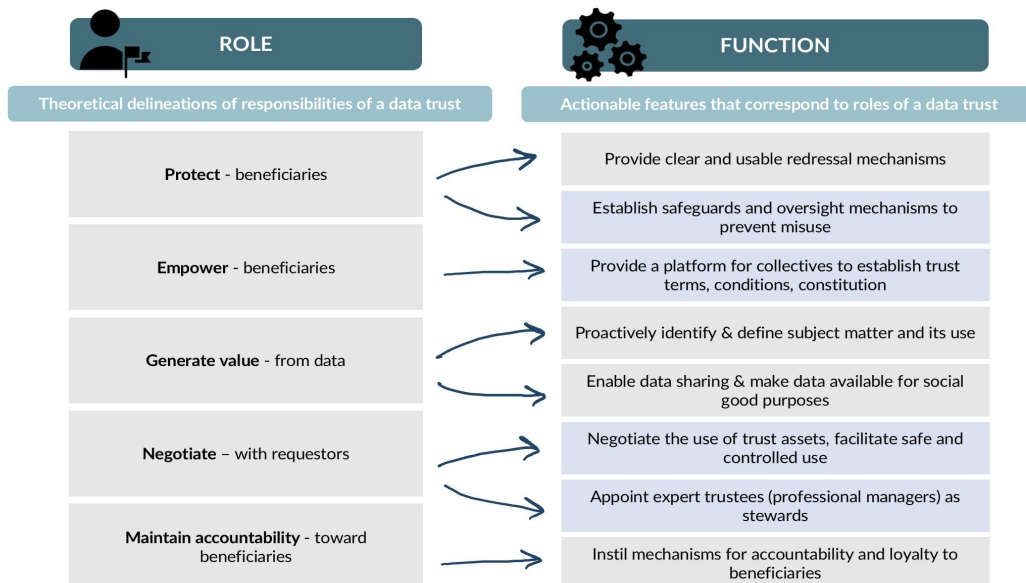 ROLE
FUNCTION
Theoretical delineations of responsibilities of a data trust
Actionable features that correspond to roles of a data trust
Protect - beneficiaries
Provide clear and usable redressal mechanisms
Establish safeguards and oversight mechanisms to
prevent misuse
Empower - beneficiaries
Provide a platform for collectives to establish trust
terms, conditions, constitution
Generate value - from data
Proactively identify & define subject matter and its use
Enable data sharing & make data available for social
good purposes
Negotiate – with requestors
Negotiate the use of trust assets, facilitate safe and
controlled use
Appoint expert trustees (professional managers) as
stewards
Maintain accountability - toward
beneficiaries
Instil mechanisms for accountability and loyalty to
beneficiaries